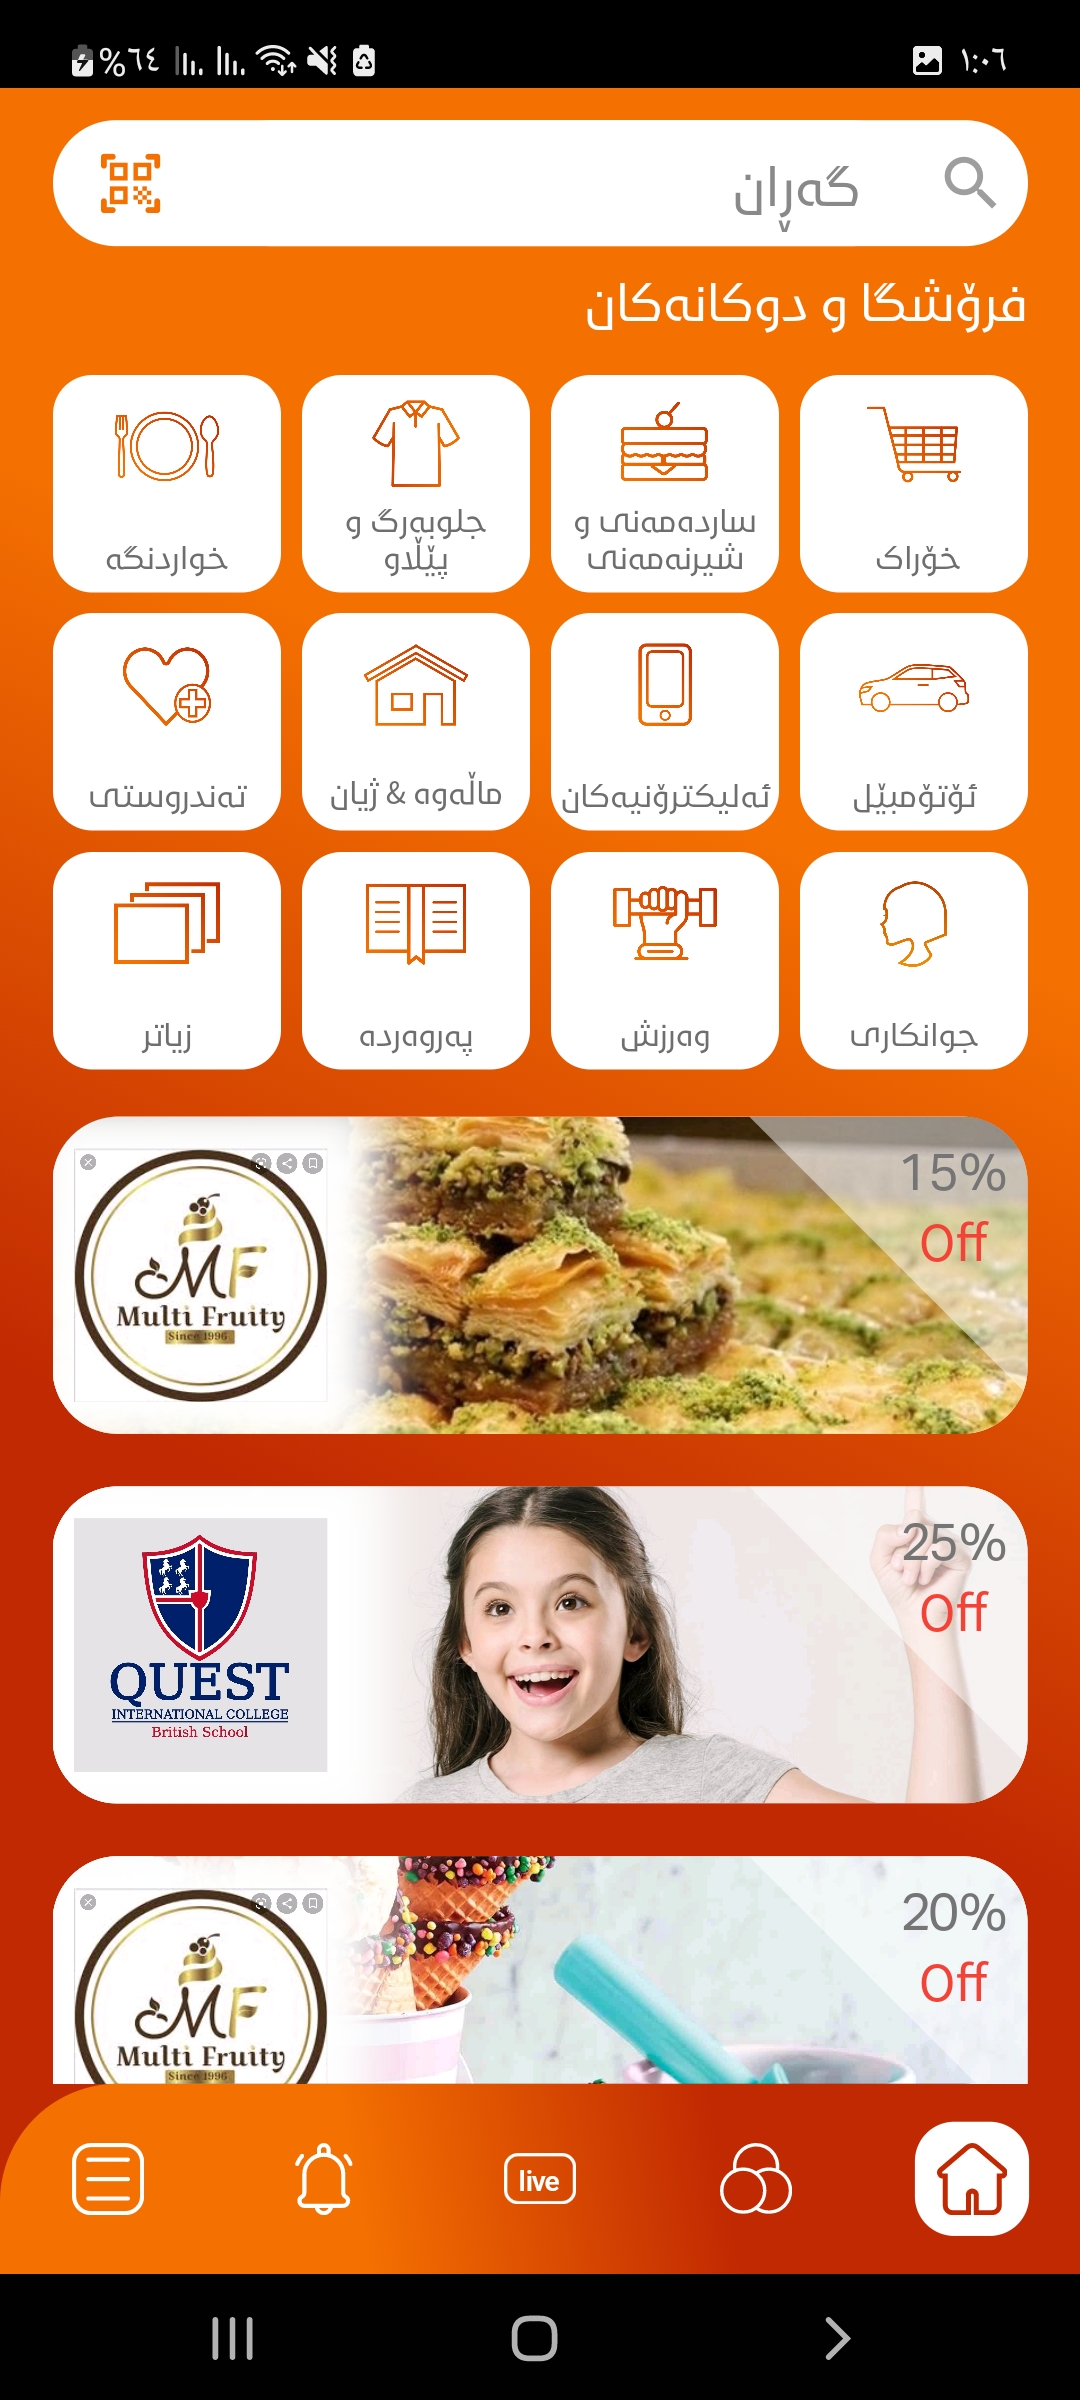 %٦٤
١:٠٦
گەڕان
فرۆشگا و دوکانەکان
خۆراک
ساردەمەنی و
شیرنەمەنی
جلوبەرگ و
پێڵاو
خواردنگە
ئۆتۆمبێل
ئەلیکترۆنیەکان
ماڵەوە & ژیان
تەندروستی
جوانکاری
وەرزش
پەروەردە
زیاتر
15%
Off
MF
Multi Fruity
Since 1996
25%
Off
QUEST
INTERNATIONAL COLLEGE
British School
20%
Off
MF
Multi Fruity
Since 1996
live